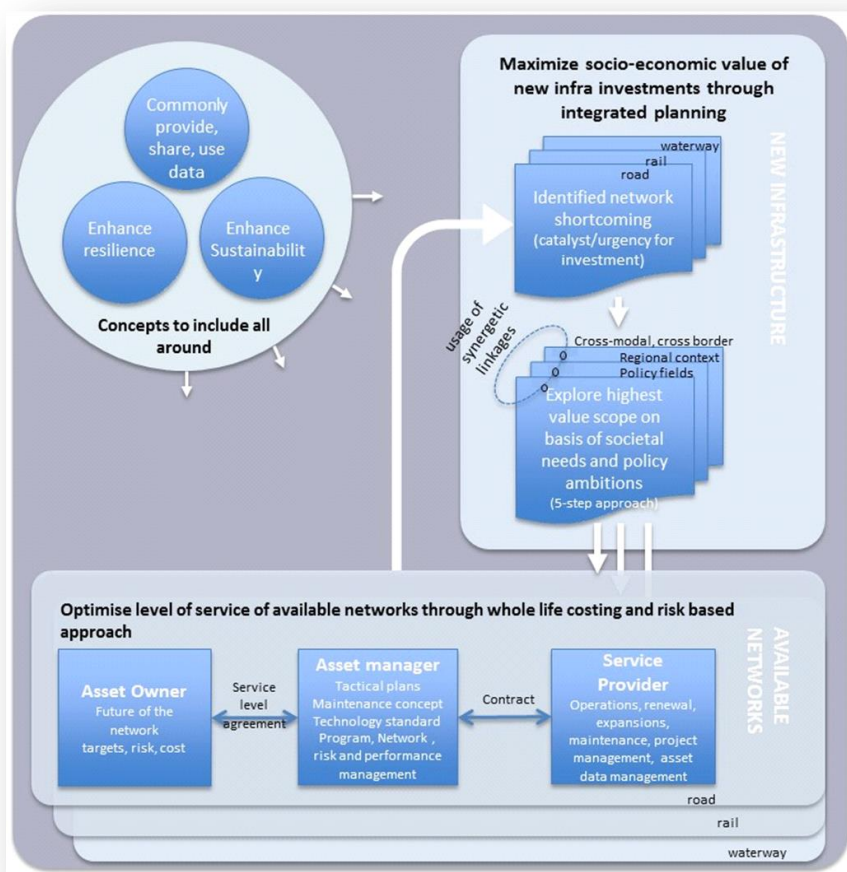 Commonly
provide,
share, use
data
Enhance
resilience
Enhance
Sustainabilit
y
Concepts to include all
around
Maximize socio-economic value of
new infra investments through
integrated planning
NEW INFRASTRUCTURE
waterway
rail
road
Identified network
shortcoming
(catalyst/urgency for
investment)
usage of
synergetic
linkages
Cross-modal, cross border
Regional context
Policy fields
o
o
o
Explore highest
value scope on
basis of societal
needs and policy
ambitions
(5-step approach)
Optimise level of service of available networks through whole life costing and risk based
approach
AVAILABLE
NETWORKS
Asset Owner
Future of the
network
targets, risk, cost
Service
level
agreement
Asset manager
Tactical plans
Maintenance concept
Technology standard
Program, Network ,
risk and performance
management
Contract
Service
Provider
Operations, renewal,
expansions,
maintenance, project
management, asset
data management
road
rail
waterway